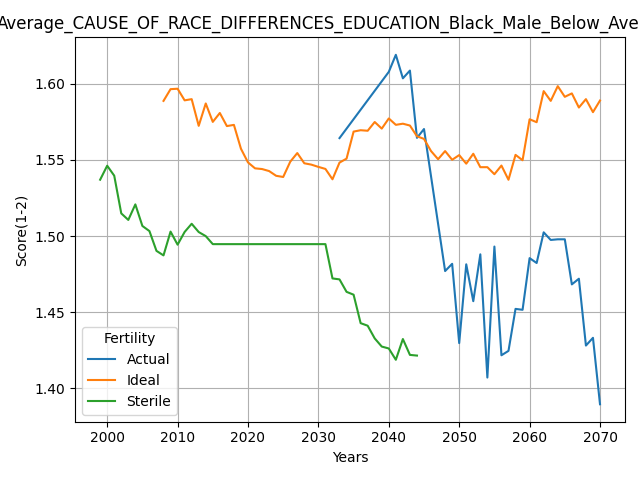 Average_CAUSE_OF_RACE_DIFFERENCES_EDUCATION_Black_Male_Below_Ave
1.60
1.55
1.50
1.45
1.40
Score(1-2)
Fertility
Actual
Ideal
Sterile
2000 2010 2020 2030 2040 2050 2060 2070
Years